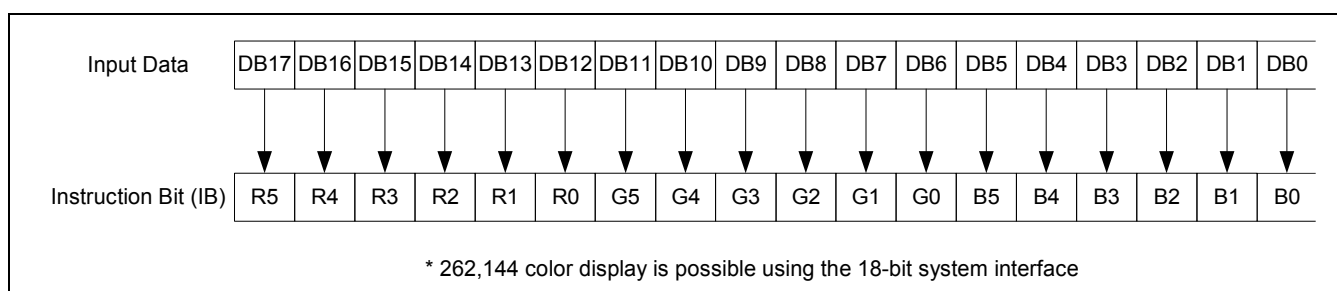 Input Data DB17 DB16 DB15 DB14 DB13 DB12 DB11 DB10 DB9 DB8 DB7 DB6 DB5 DB4 DB3 DB2 DB1 DB0
Instruction Bit (IB) R5 R4 R3 R2 R1 R0 G5 G4 G3 G2 G1 G0 B5 B4 B3 B2 B1 B0
* 262,144 color display is possible using the 18-bit system interface